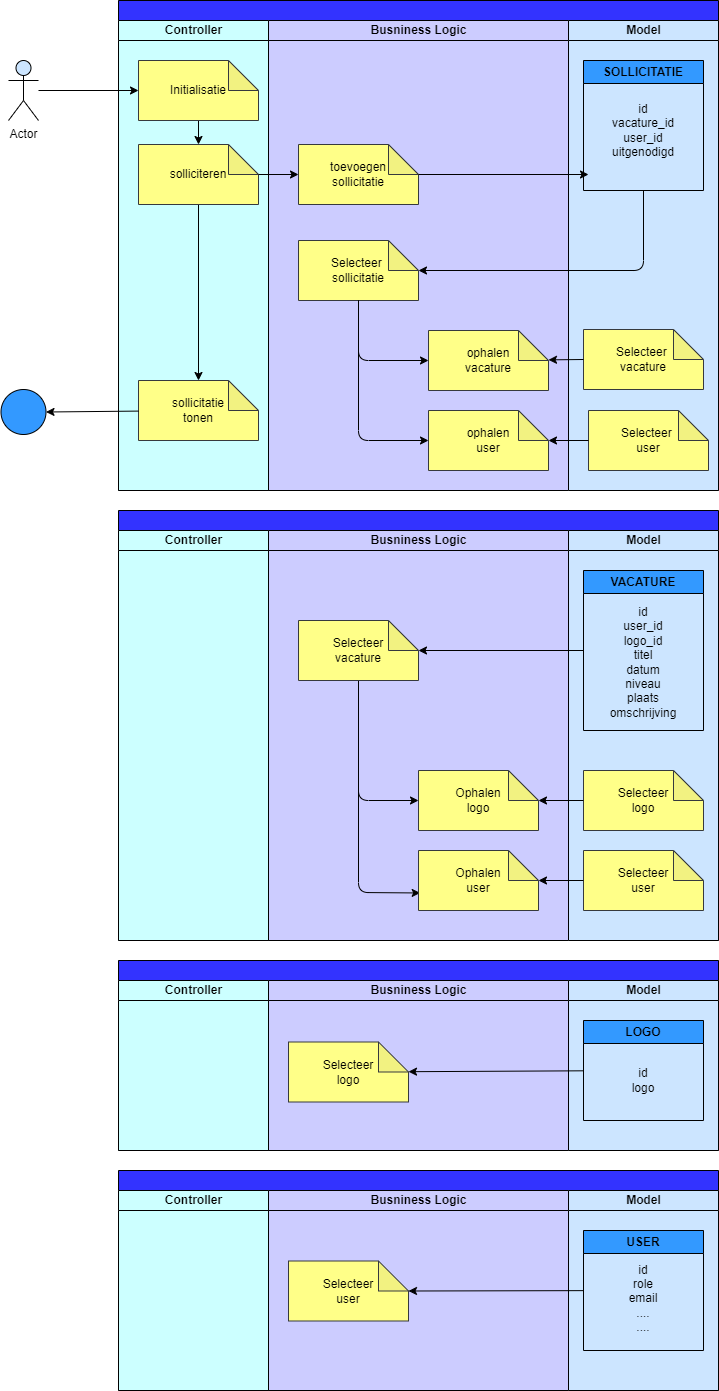 Controller
Busniness Logic
Model
Actor
Initialisatie
SOLLICITATIE
id
vacature_id
user_id
uitgenodigd
solliciteren
toevoegen
sollicitatie
Selecteer
sollicitatie
ophalen
vacature
Selecteer
vacature
sollicitatie
tonen
ophalen
user
Selecteer
user
Controller
Busniness Logic
Model
VACATURE
id
user_id
logo_id
titel
datum
niveau
plaats
omschrijving
Selecteer
vacature
Ophalen
logo
Selecteer
logo
Ophalen
user
Selecteer
user
Controller
Busniness Logic
Model
LOGO
id
logo
Selecteer
logo
Controller
Busniness Logic
Model
USER
id
role
email
....
....
Selecteer
user